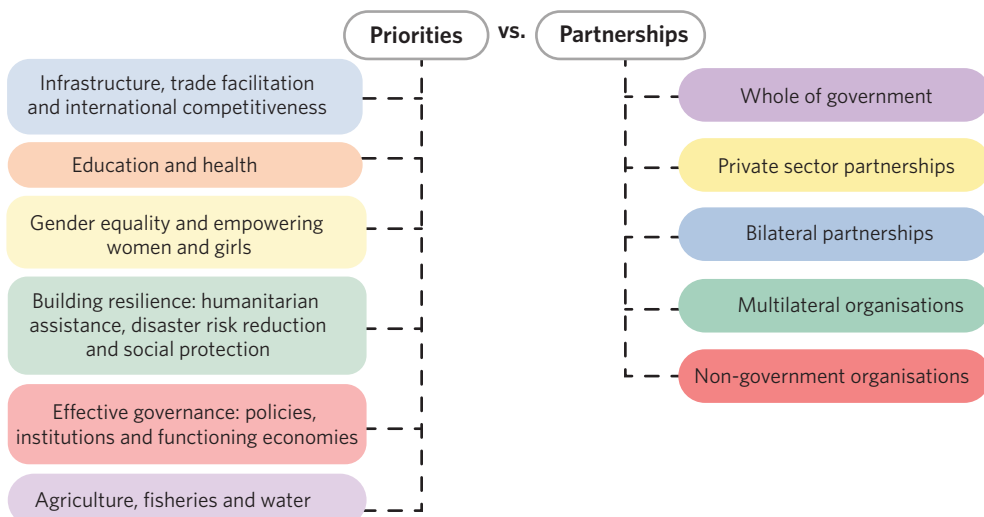 Priorities vs. Partnerships
Infrastructure, trade facilitation
and international competitiveness
Education and health
Gender equality and empowering
women and girls
Building resilience: humanitarian
assistance, disaster risk reduction
and social protection
Effective governance: policies,
institutions and functioning economies
Agriculture, fisheries and water
Whole of government
Private sector partnerships
Bilateral partnerships
Multilateral organisations
Non-government organisations